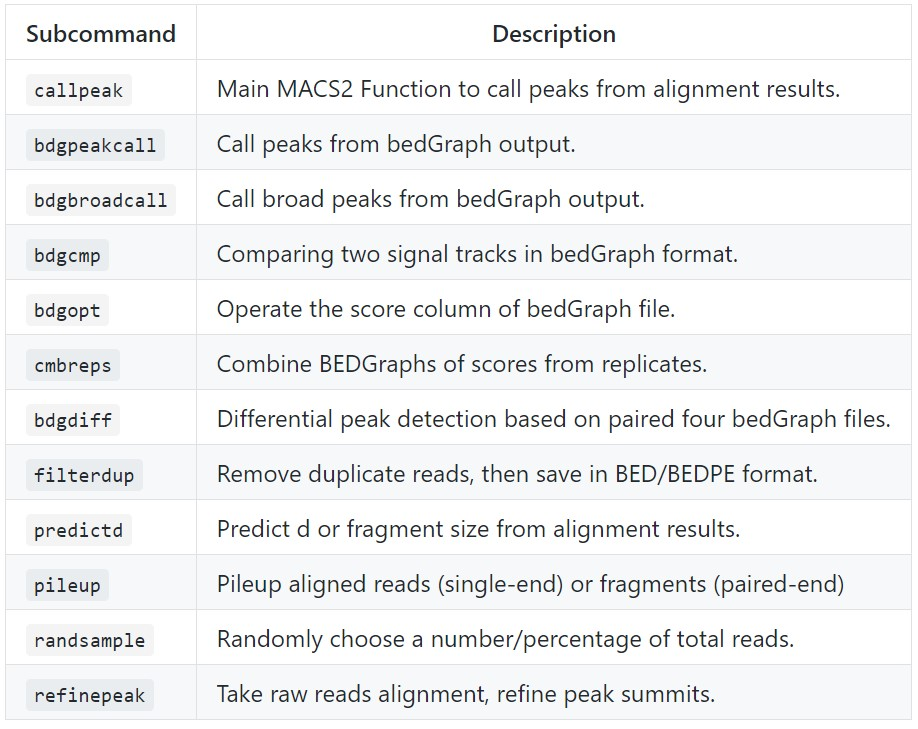 Subcommand Description
callpeak Main MACS2 Function to call peaks from alignment results.
bdgpeakcall Call peaks from bedGraph output.
bdgbroadcall Call broad peaks from bedGraph output.
bdgcmp Comparing two signal tracks in bedGraph format.
bdgopt Operate the score column of bedGraph file.
cmbreps Combine BEDGraphs of scores from replicates.
bdgdiff Differential peak detection based on paired four bedGraph files.
filterdup Remove duplicate reads, then save in BED/BEDPE format.
predictd Predict d or fragment size from alignment results.
pileup Pileup aligned reads (single-end) or fragments (paired-end)
randsample Randomly choose a number/percentage of total reads.
refinepeak Take raw reads alignment, refine peak summits.